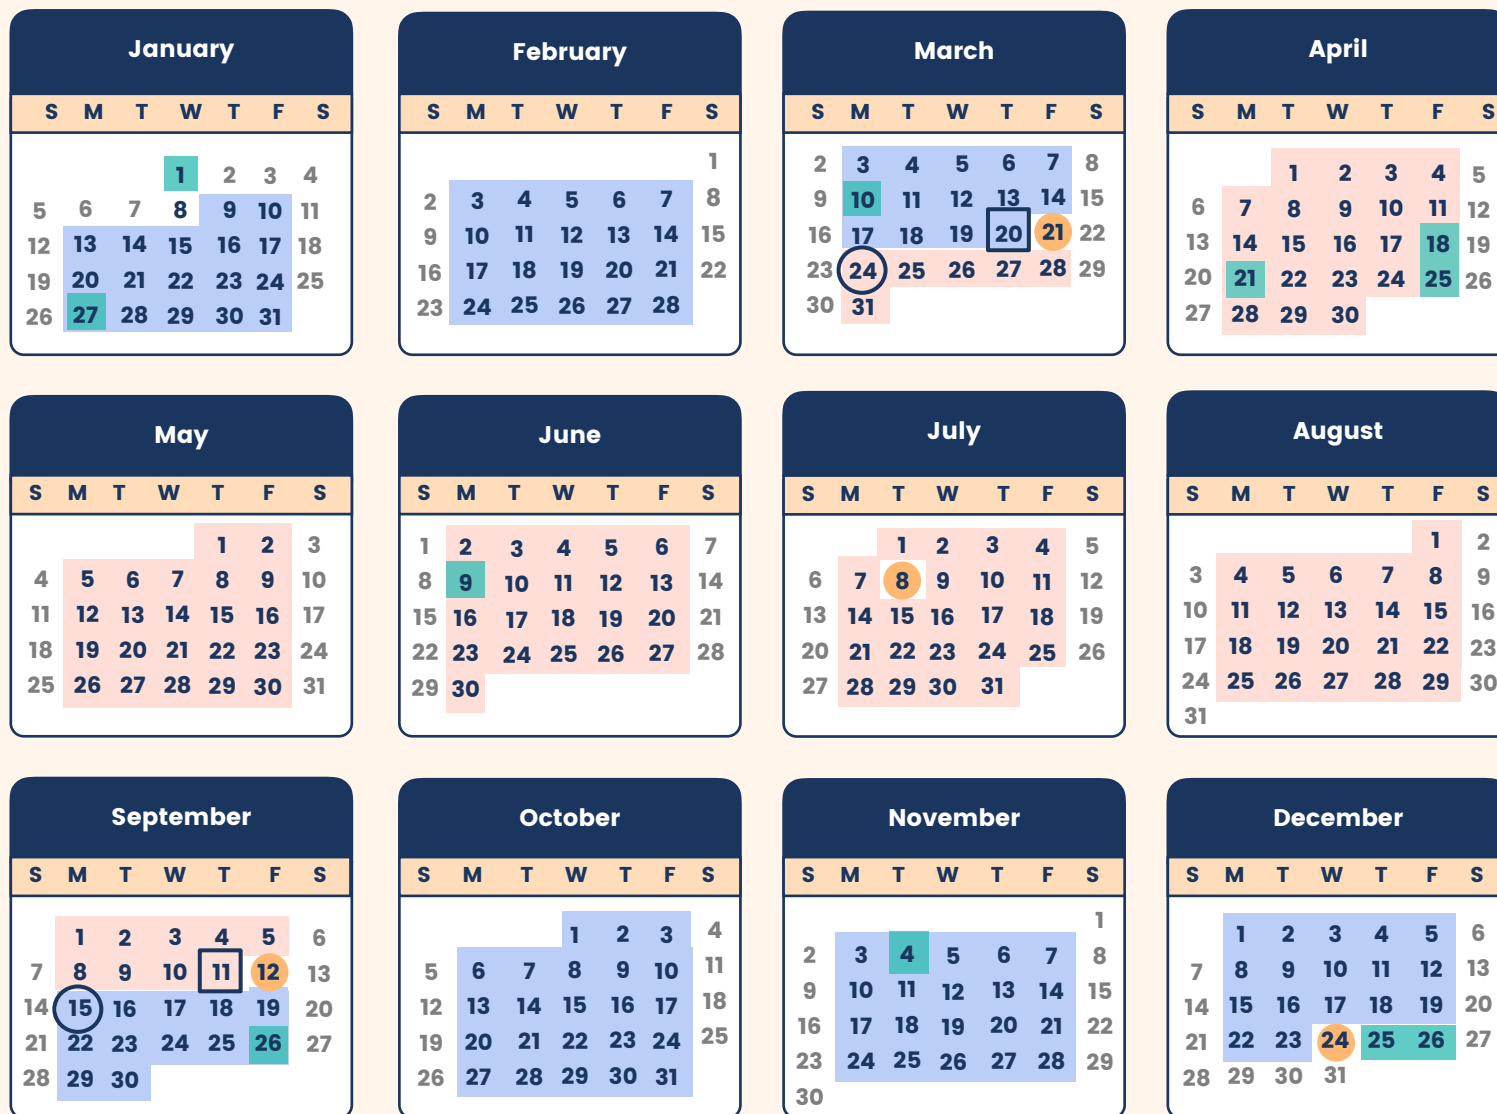 January
S M T W T F S
1 2 3 4
5 6 7 8 9 10 11
12 13 14 15 16 17 18
19 20 21 22 23 24 25
26 27 28 29 30 31
February
S M T W T F S
1
2 3 4 5 6 7 8
9 10 11 12 13 14 15
16 17 18 19 20 21 22
23 24 25 26 27 28
March
S M T W T F S
2 3 4 5 6 7 8
9 10 11 12 13 14 15
16 17 18 19 20 21 22
23 24 25 26 27 28 29
30 31
April
S M T W T F S
1 2 3 4 5
6 7 8 9 10 11 12
13 14 15 16 17 18 19
20 21 22 23 24 25 26
27 28 29 30
May
S M T W T F S
1 2 3
4 5 6 7 8 9 10
11 12 13 14 15 16 17
18 19 20 21 22 23 24
25 26 27 28 29 30 31
June
S M T W T F S
1 2 3 4 5 6 7
8 9 10 11 12 13 14
15 16 17 18 19 20 21
22 23 24 25 26 27 28
29 30
July
S M T W T F S
1 2 3 4 5
6 7 8 9 10 11 12
13 14 15 16 17 18 19
20 21 22 23 24 25 26
27 28 29 30 31
August
S M T W T F S
1 2
3 4 5 6 7 8 9
10 11 12 13 14 15 16
17 18 19 20 21 22 23
24 25 26 27 28 29 30
31
September
S M T W T F S
1 2 3 4 5 6
7 8 9 10 11 12 13
14 15 16 17 18 19 20
21 22 23 24 25 26 27
28 29 30
October
S M T W T F S
1 2 3 4
5 6 7 8 9 10 11
12 13 14 15 16 17 18
19 20 21 22 23 24 25
26 27 28 29 30 31
November
S M T W T F S
1
2 3 4 5 6 7 8
9 10 11 12 13 14 15
16 17 18 19 20 21 22
23 24 25 26 27 28 29
30
December
S M T W T F S
1 2 3 4 5 6
7 8 9 10 11 12 13
14 15 16 17 18 19 20
21 22 23 24 25 26 27
28 29 30 31